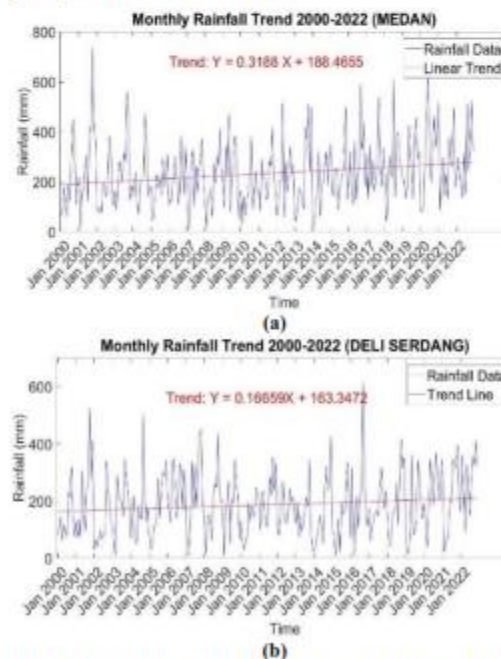 Monthly Rainfall Trend 2000-2022 (MEDAN)
800
600
400
200
0
Rainfall (mm)
Trend: Y = 0.3188 X + 188.4655
Rainfall Data
Linear Trend
Jan 2000
Jan 2001
Jan 2002
Jan 2003
Jan 2004
Jan 2005
Jan 2006
Jan 2007
Jan 2008
Jan 2009
Jan 2010
Jan 2011
Jan 2012
Jan 2013
Jan 2014
Jan 2015
Jan 2016
Jan 2017
Jan 2018
Jan 2019
Jan 2020
Jan 2021
Jan 2022
Time
(a)
Monthly Rainfall Trend 2000-2022 (DELI SERDANG)
600
400
200
0
Rainfall (mm)
Trend: Y = 0.16659X + 163.3472
Rainfall Data
Trend Line
Jan 2000
Jan 2001
Jan 2002
Jan 2003
Jan 2004
Jan 2005
Jan 2006
Jan 2007
Jan 2008
Jan 2009
Jan 2010
Jan 2011
Jan 2012
Jan 2013
Jan 2014
Jan 2015
Jan 2016
Jan 2017
Jan 2018
Jan 2019
Jan 2020
Jan 2021
Jan 2022
Time
(b)